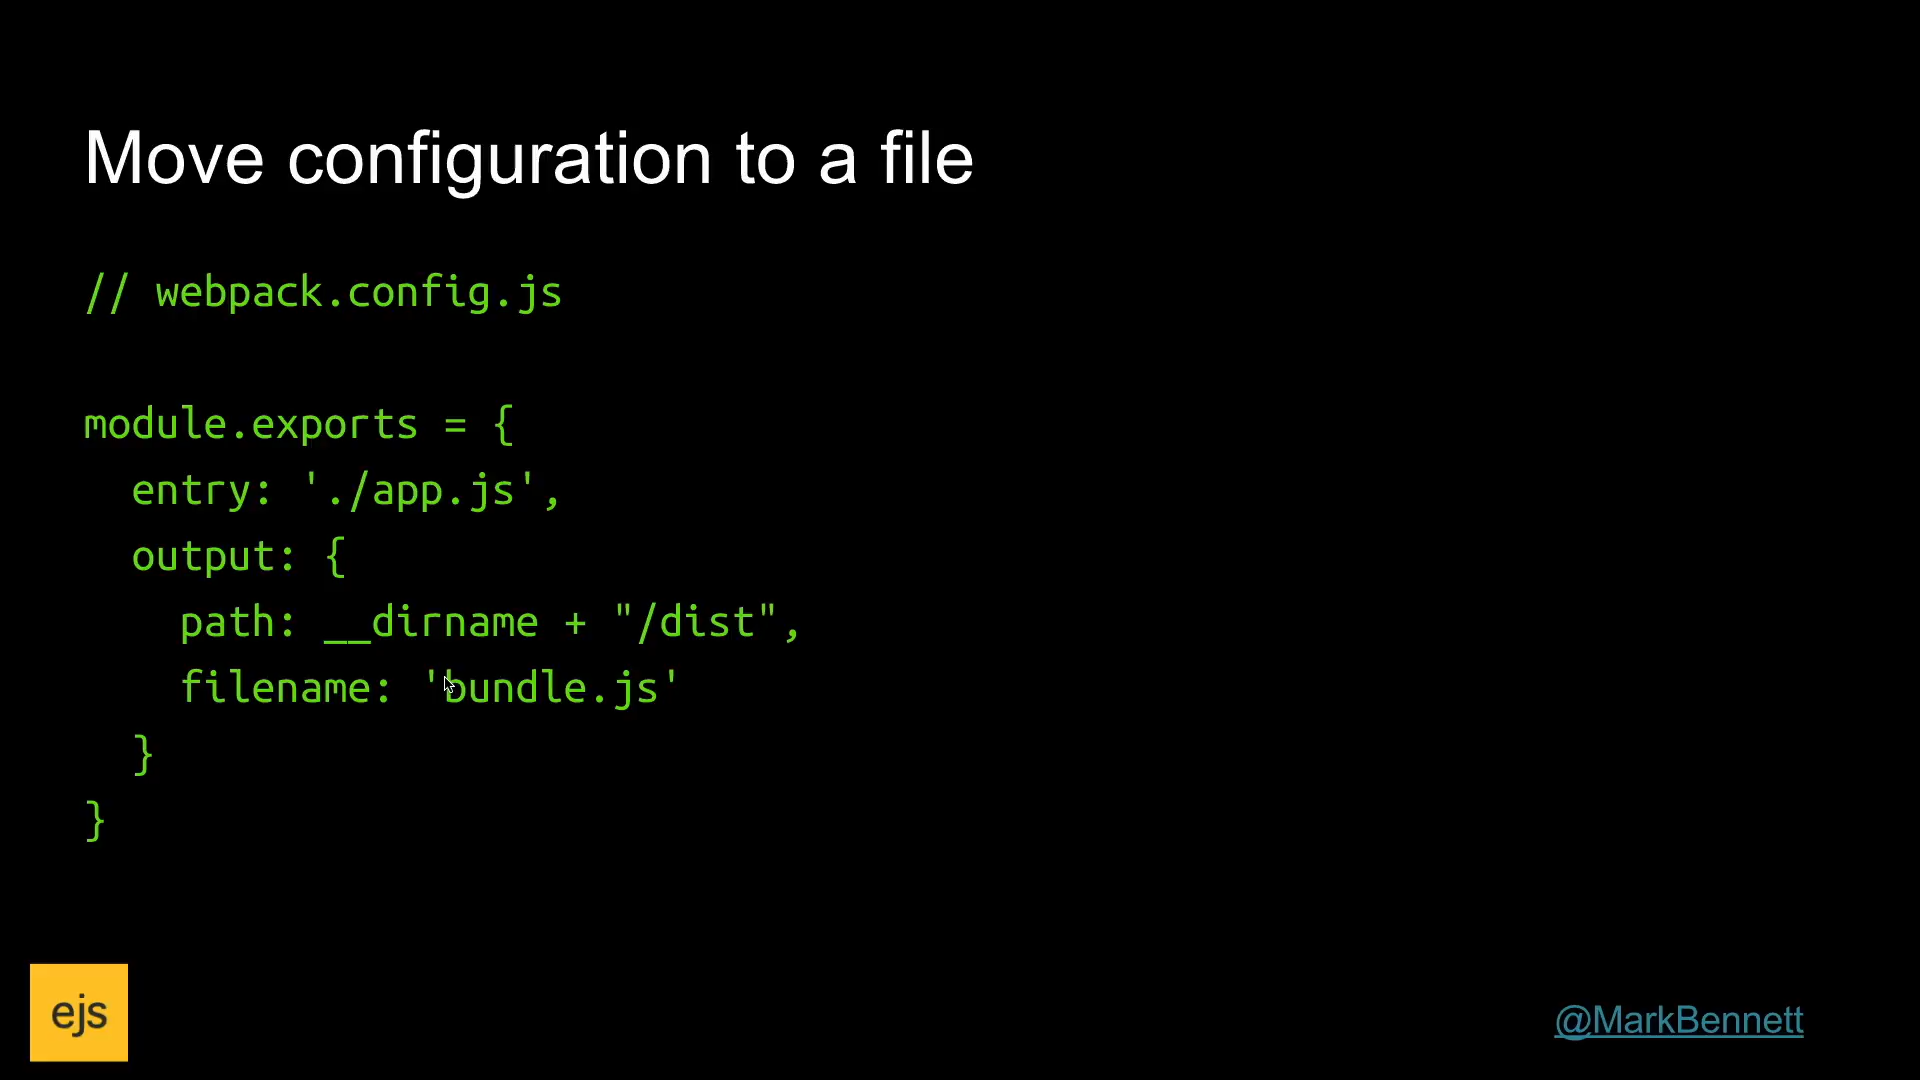 Move configuration to a file
// webpack.config.js
module.exports = {
  entry: './app.js',
  output: {
    path: __dirname + "/dist",
    filename: 'bundle.js'
  }
}
ejs
@MarkBennett